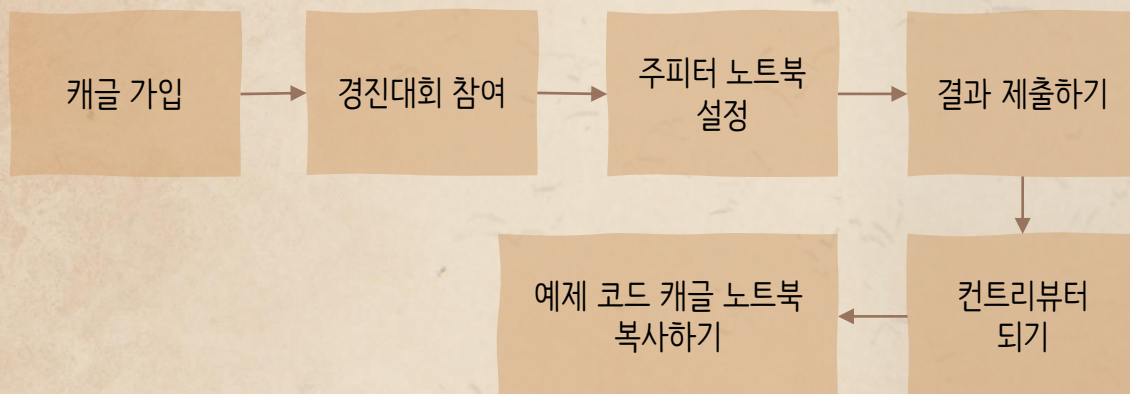 캐글 가입
경진대회 참여
주피터 노트북
설정
결과 제출하기
컨트리뷰터
되기
예제 코드 캐글 노트북
복사하기